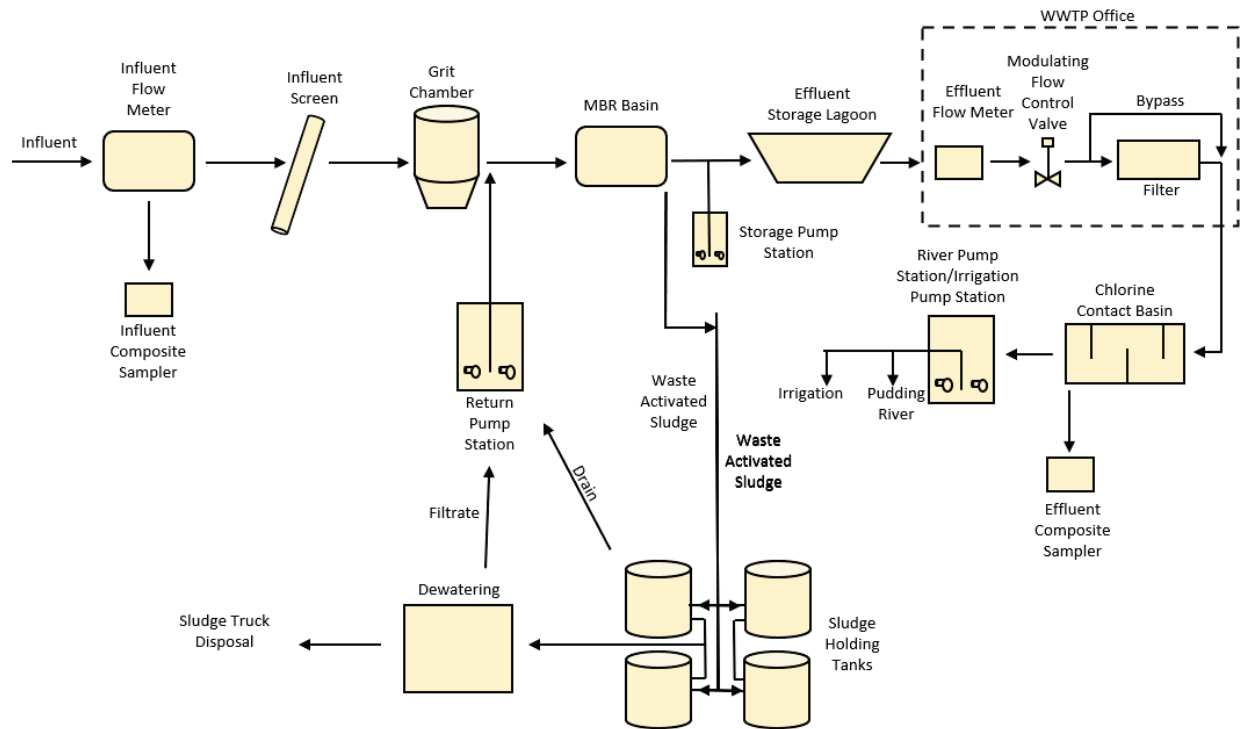 WWTP Office
Influent
Flow
Meter
Influent
Screen
Grit
Chamber
MBR Basin
Effluent
Storage Lagoon
Effluent
Flow Meter
Modulating
Flow
Control
Valve
Bypass
Influent
Filter
Storage Pump
Station
River Pump
Station/Irrigation
Pump Station
Chlorine
Contact Basin
Influent
Composite
Sampler
Irrigation
Pudding
River
Return
Pump
Station
Waste
Activated
Sludge
Waste
Activated
Sludge
Drain
Filtrate
Effluent
Composite
Sampler
Dewatering
Sludge Truck
Disposal
Sludge
Holding
Tanks